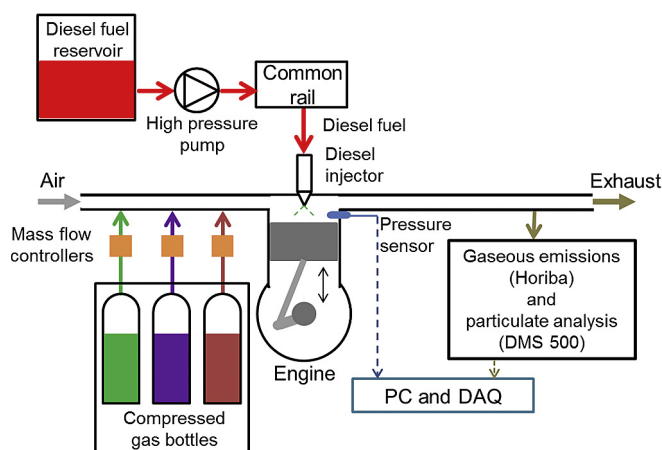 Diesel fuel
reservoir
High pressure
pump
Common
rail
Diesel fuel
Diesel
injector
Air
Exhaust
Mass flow
controllers
Pressure
sensor
Gaseous emissions
(Horiba)
and
particulate analysis
(DMS 500)
Engine
PC and DAQ
Compressed
gas bottles